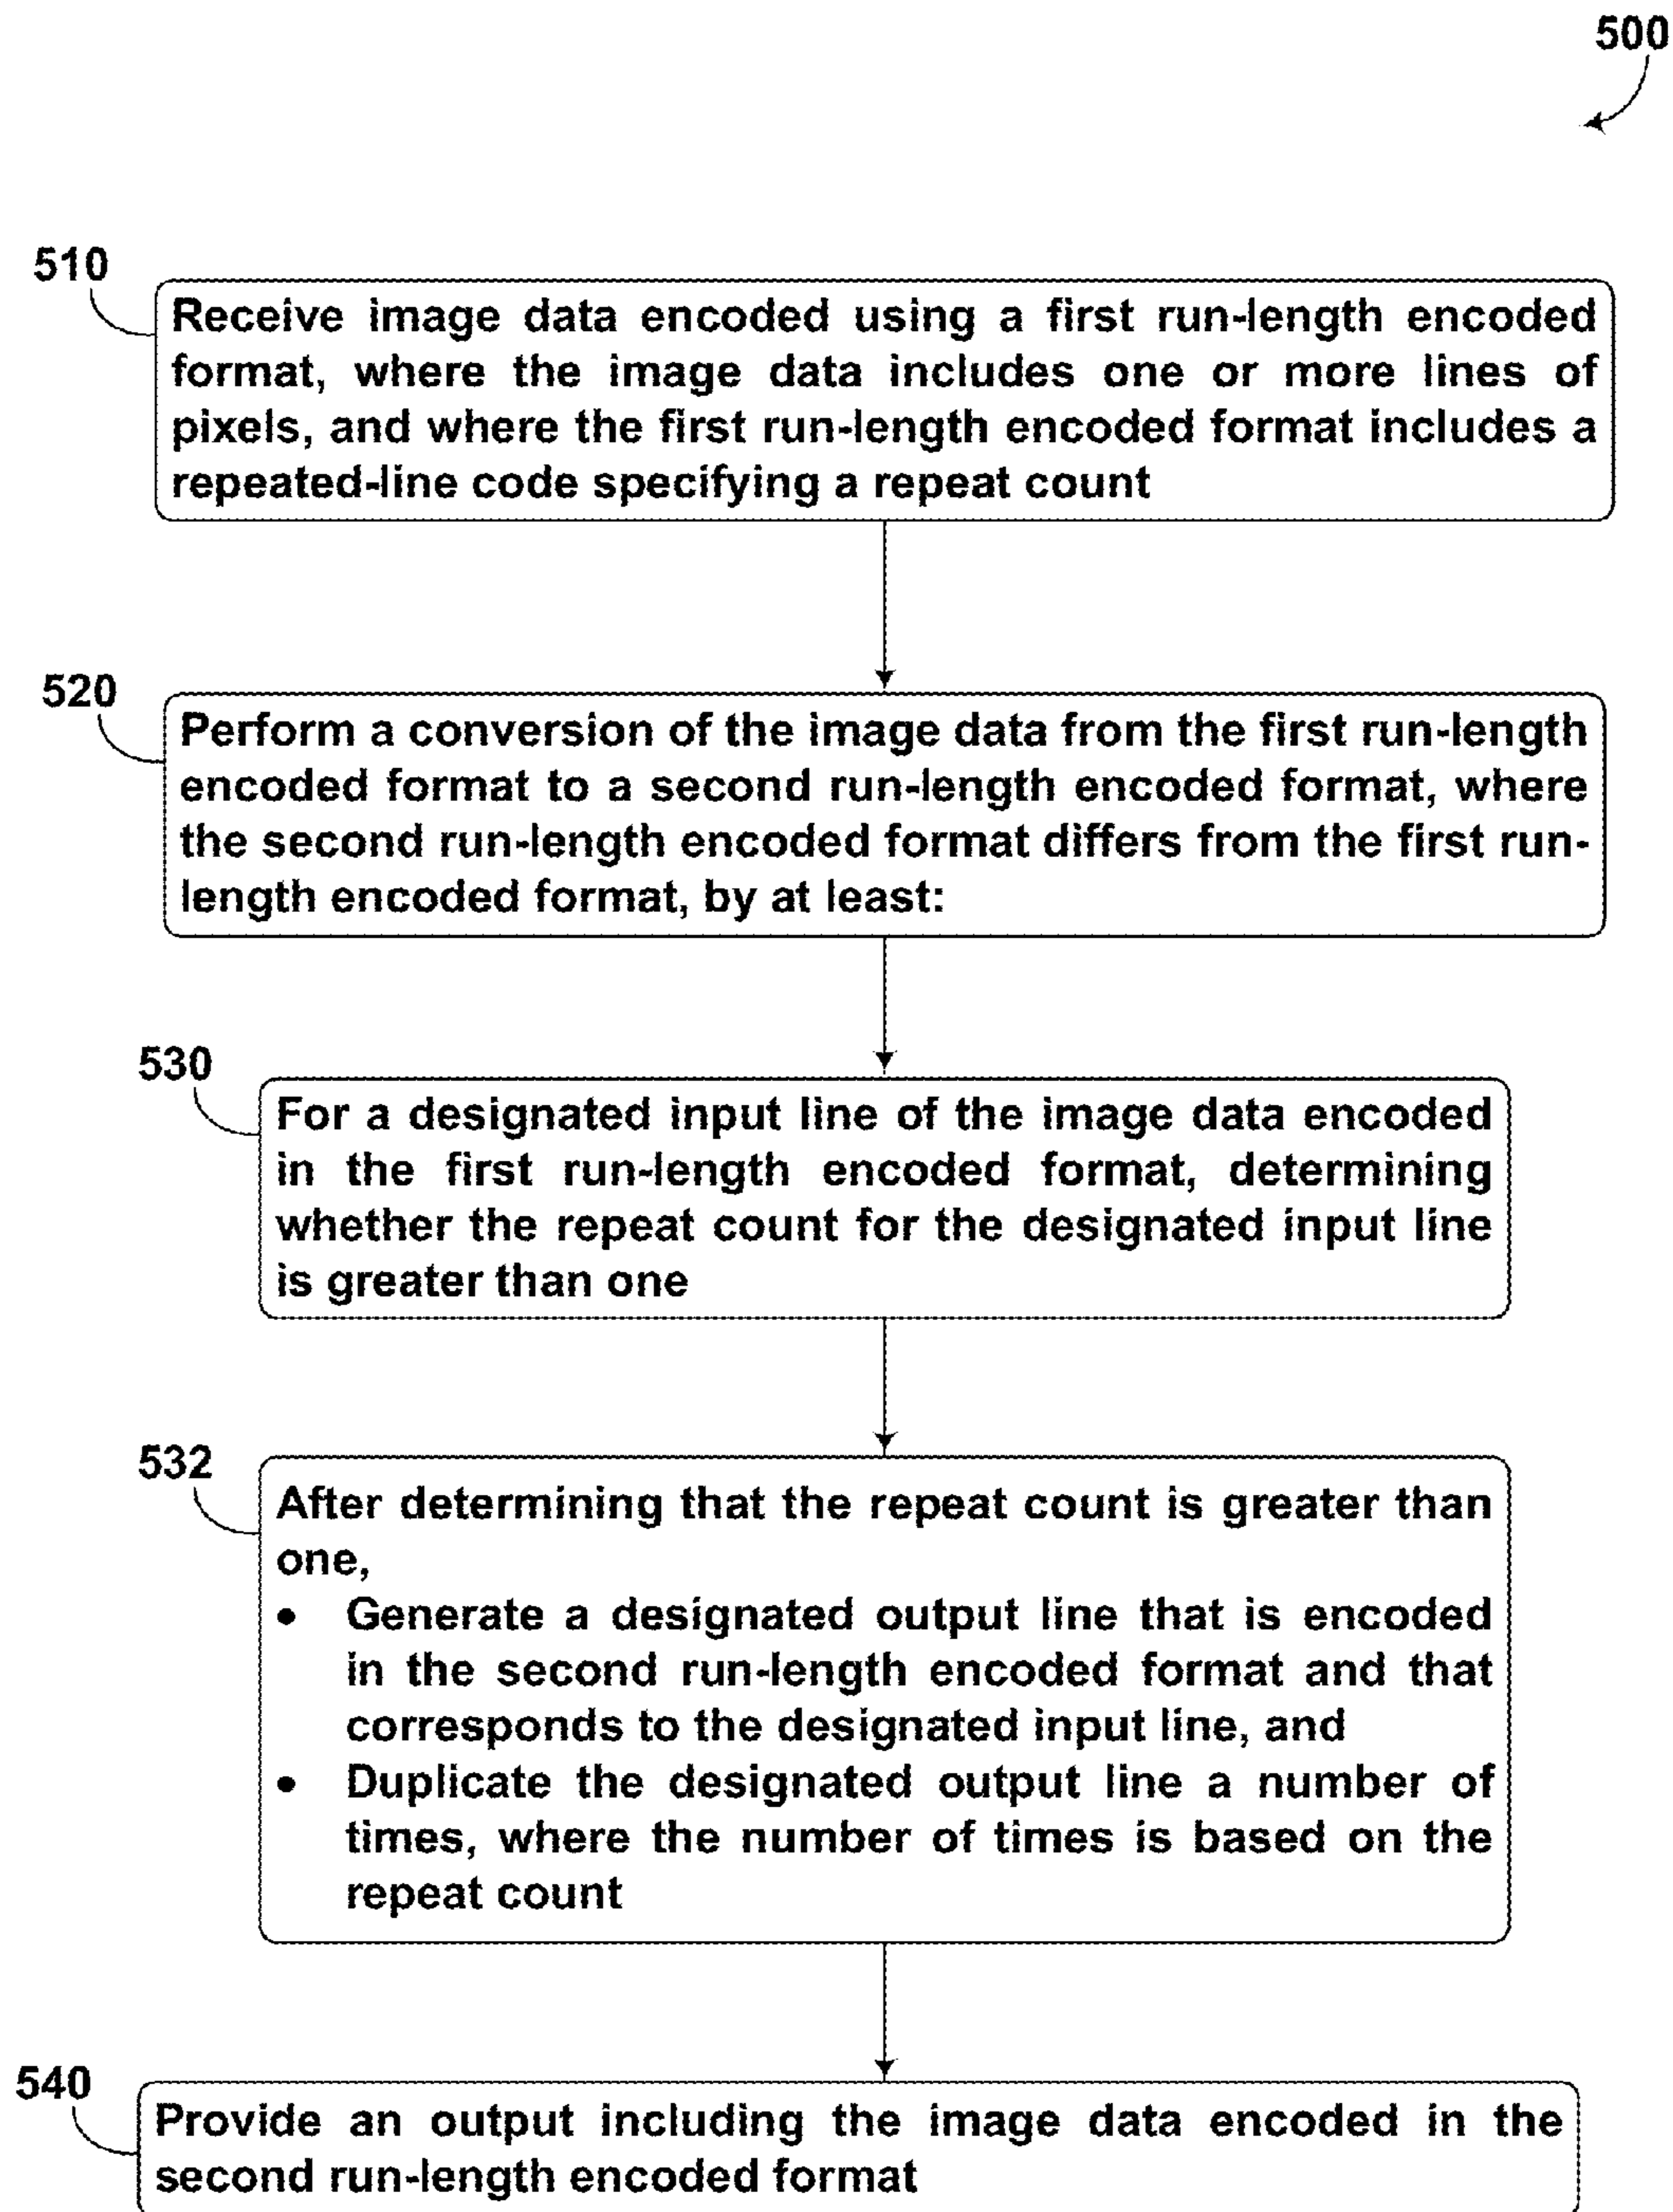 500
510
Receive image data encoded using a first run-length encoded
format, where the image data includes one or more lines of
pixels, and where the first run-length encoded format includes a
repeated-line code specifying a repeat count
520
Perform a conversion of the image data from the first run-length
encoded format to a second run-length encoded format, where
the second run-length encoded format differs from the first run-
length encoded format, by at least:
530
For a designated input line of the image data encoded
in the first run-length encoded format, determining
whether the repeat count for the designated input line
is greater than one
532
After determining that the repeat count is greater than
one,
• Generate a designated output line that is encoded
in the second run-length encoded format and that
corresponds to the designated input line, and
• Duplicate the designated output line a number of
times, where the number of times is based on the
repeat count
540
Provide an output including the image data encoded in the
second run-length encoded format